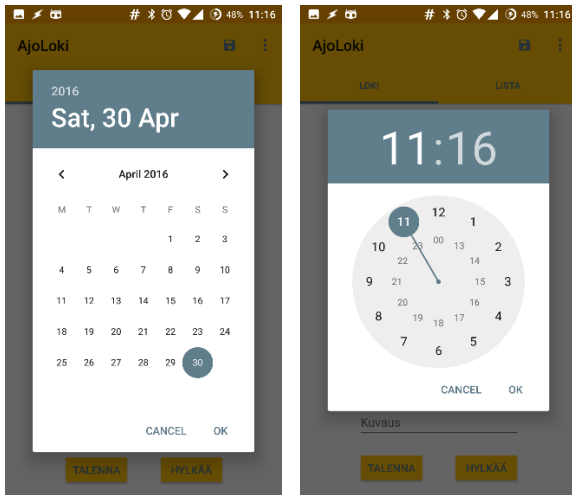 48% 11:16
AjoLoki
2016
Sat, 30 Apr
April 2016
M T W T F S S
1 2 3
4 5 6 7 8 9 10
11 12 13 14 15 16 17
18 19 20 21 22 23 24
25 26 27 28 29 30
CANCEL OK
TALENNA HYLKÄÄ
48% 11:16
AjoLoki
LOKI LISTA
11:16
12
11 1
00
23 13
10 2
22 14
9 21 15 3
20 16
8 4
19 17
18
7 5
6
CANCEL OK
Kuvaus
TALENNA HYLKÄÄ